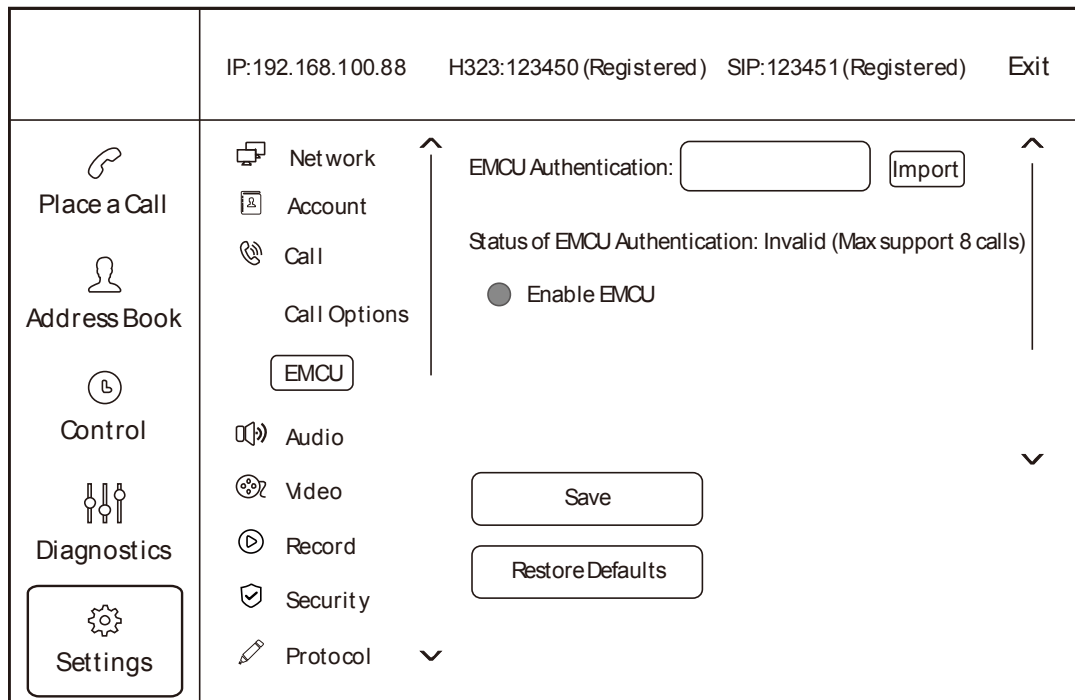 IP:192.168.100.88 H323:123450 (Registered) SIP:123451 (Registered) Exit
Place a Call
Address Book
Control
Diagnostics
Settings
Network
Account
Call
Call Options
EMCU
Audio
Video
Record
Security
Protocol
EMCU Authentication: Import
Status of EMCU Authentication: Invalid (Max support 8 calls)
Enable EMCU
Save
Restore Defaults